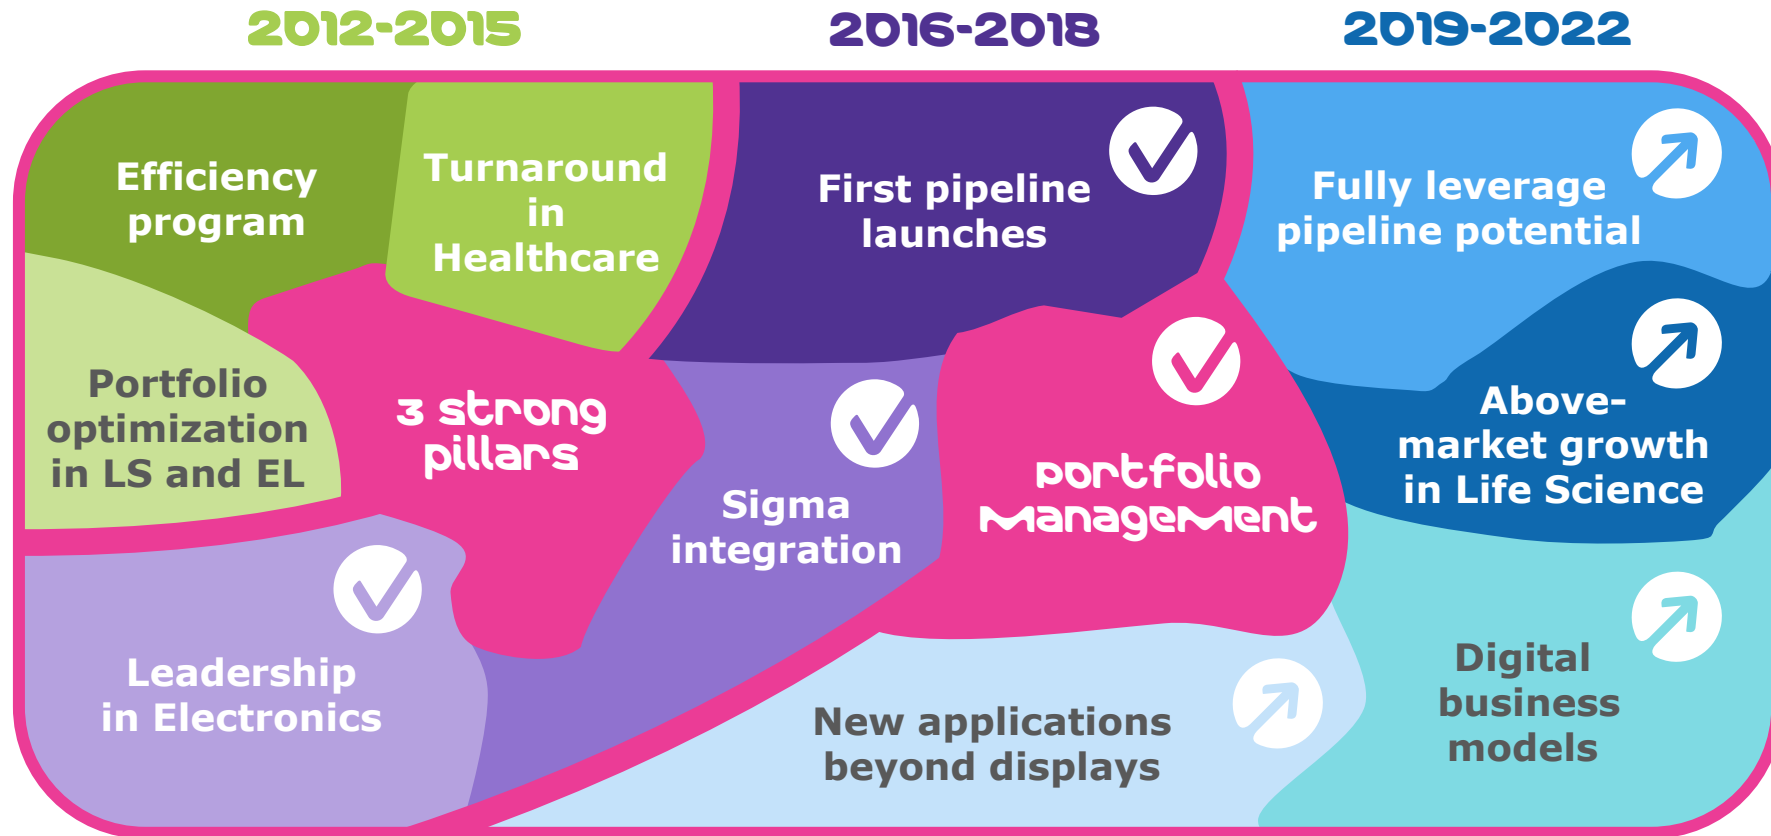 2012-2015
2016-2018
2019-2022
Efficiency
program
Turnaround
in
Healthcare
First pipeline
launches
Fully leverage
pipeline potential
Portfolio
optimization
in LS and EL
3 strong
pillars
Sigma
integration
portfolio
management
Above-
market growth
in Life Science
Leadership
in Electronics
New applications
beyond displays
Digital
business
models